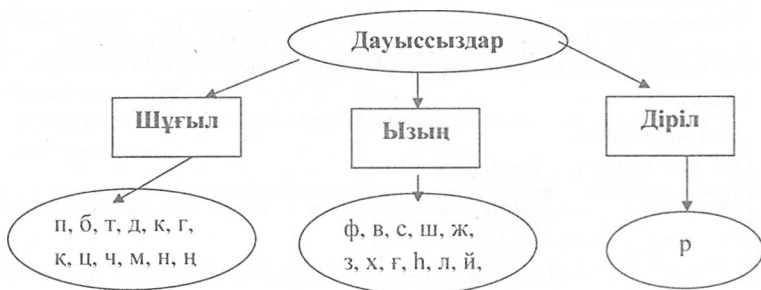 Дауыссыздар
Шұғыл
Ызың
Діріл
п, б, т, д, к, г,
қ, ц, ч, м, н, ң
ф, в, с, ш, ж,
з, х, ғ, һ, л, й,
р